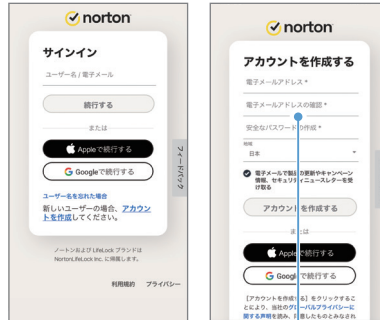 norton
サインイン
ユーザー名 / 電子メール
続行する
または
Appleで続行する
Googleで続行する
ユーザー名を忘れた場合
新しいユーザーの場合、アカウン
トを作成してください。
ノートンおよび LifeLock ブランドは
NortonLifeLock Inc. に帰属します。
利用規約 プライバシー
フィードバック
norton
アカウントを作成する
電子メールアドレス *
電子メールアドレスの確認 *
安全なパスワードの作成 *
地域
日本
電子メールで製品の更新やキャンペーン
情報、セキュリティニュースレターを受
け取る
アカウントを作成する
または
Appleで続行する
Googleで続行する
[アカウントを作成する] をクリックするこ
とにより、当社のグローバルプライバシーに
関する声明を読み、同意したものとみなされ